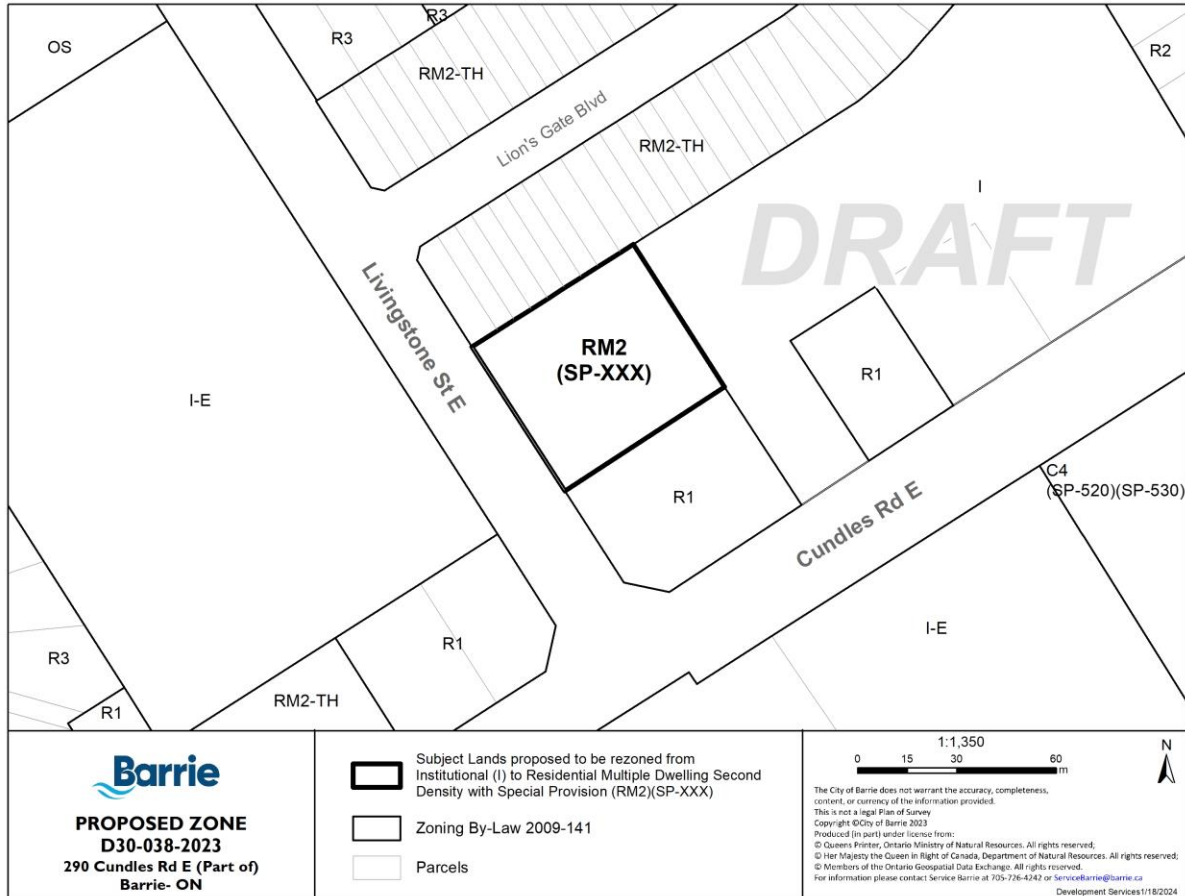 OS
R3
R3
RM2-TH
R2
Lion's Gate Blvd
RM2-TH
I
DRAFT
Livingstone St E
RM2
(SP-XXX)
I-E
R1
R1
C4
(SP-520)(SP-530)
Cundles Rd E
I-E
R3
R1
R1
RM2-TH
Barrie
PROPOSED ZONE
D30-038-2023
290 Cundles Rd E (Part of)
Barrie- ON
Subject Lands proposed to be rezoned from
Institutional (I) to Residential Multiple Dwelling Second
Density with Special Provision (RM2)(SP-XXX)
Zoning By-Law 2009-141
Parcels
1:1,350
0 15 30 60
m
N
The City of Barrie does not warrant the accuracy, completeness,
content, or currency of the information provided.
This is not a legal Plan of Survey
Copyright ©City of Barrie 2023
Produced (in part) under license from:
© Queens Printer, Ontario Ministry of Natural Resources. All rights reserved;
© Her Majesty the Queen in Right of Canada, Department of Natural Resources. All rights reserved;
© Members of the Ontario Geospatial Data Exchange. All rights reserved.
For information please contact Service Barrie at 705-726-4242 or ServiceBarrie@barrie.ca
Development Services1/18/2024